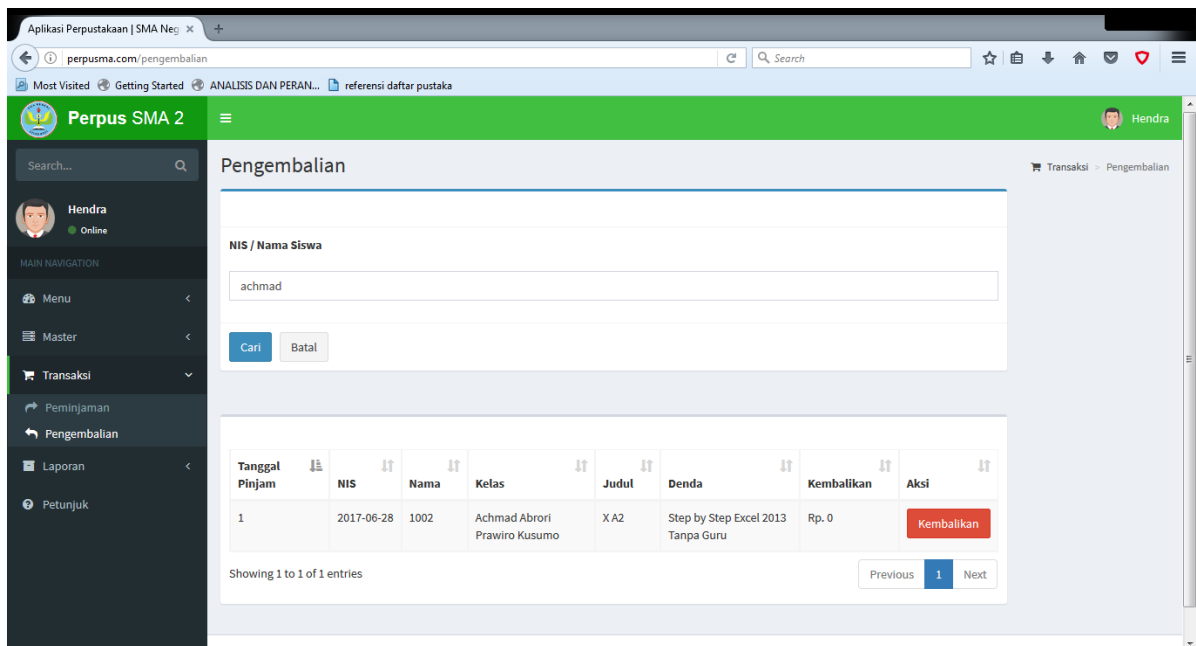 Aplikasi Perpustakaan | SMA Neg
perpusma.com/pengembalian
Search
Most Visited Getting Started ANALISIS DAN PERAN... referensi daftar pustaka
Perpus SMA 2
Hendra
Search...
Pengembalian
Transaksi > Pengembalian
Hendra
Online
MAIN NAVIGATION
Menu
Master
Transaksi
Peminjaman
Pengembalian
Laporan
Petunjuk
NIS / Nama Siswa
achmad
Cari Batal
Tanggal Pinjam NIS Nama Kelas Judul Denda Kembalikan Aksi
1 2017-06-28 1002 Achmad Abrori Prawiro Kusumo X A2 Step by Step Excel 2013 Tanpa Guru Rp. 0 Kembalikan
Showing 1 to 1 of 1 entries
Previous 1 Next